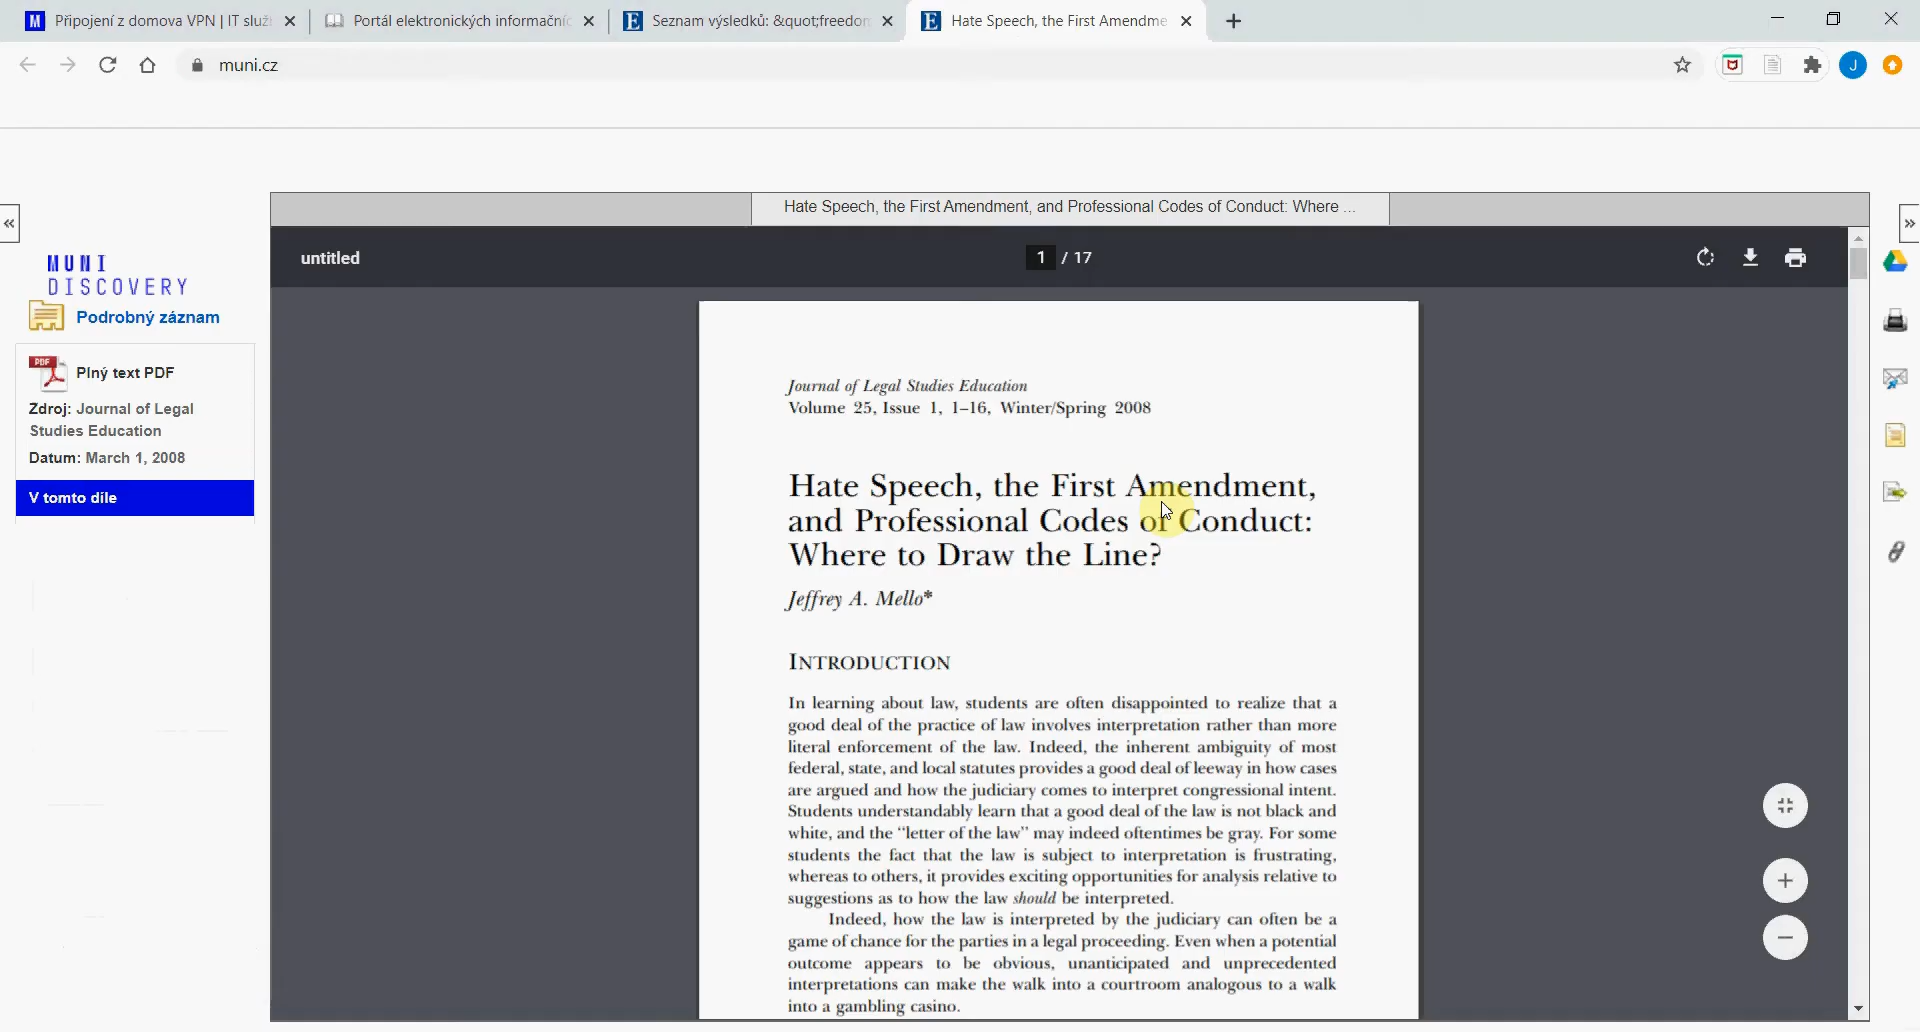 Připojení z domova VPN | IT služ
Portál elektronických informačníc
Seznam výsledků: &quot;freedom
Hate Speech, the First Amendme
muni.cz
J
Hate Speech, the First Amendment, and Professional Codes of Conduct: Where ...
untitled
1 / 17
MUNI
DISCOVERY
Podrobný záznam
PDF
Plný text PDF
Zdroj: Journal of Legal
Studies Education
Datum: March 1, 2008
V tomto díle
Journal of Legal Studies Education
Volume 25, Issue 1, 1–16, Winter/Spring 2008
Hate Speech, the First Amendment,
and Professional Codes of Conduct:
Where to Draw the Line?
Jeffrey A. Mello*
INTRODUCTION
In learning about law, students are often disappointed to realize that a
good deal of the practice of law involves interpretation rather than more
literal enforcement of the law. Indeed, the inherent ambiguity of most
federal, state, and local statutes provides a good deal of leeway in how cases
are argued and how the judiciary comes to interpret congressional intent.
Students understandably learn that a good deal of the law is not black and
white, and the “letter of the law” may indeed oftentimes be gray. For some
students the fact that the law is subject to interpretation is frustrating,
whereas to others, it provides exciting opportunities for analysis relative to
suggestions as to how the law should be interpreted.
Indeed, how the law is interpreted by the judiciary can often be a
game of chance for the parties in a legal proceeding. Even when a potential
outcome appears to be obvious, unanticipated and unprecedented
interpretations can make the walk into a courtroom analogous to a walk
into a gambling casino.